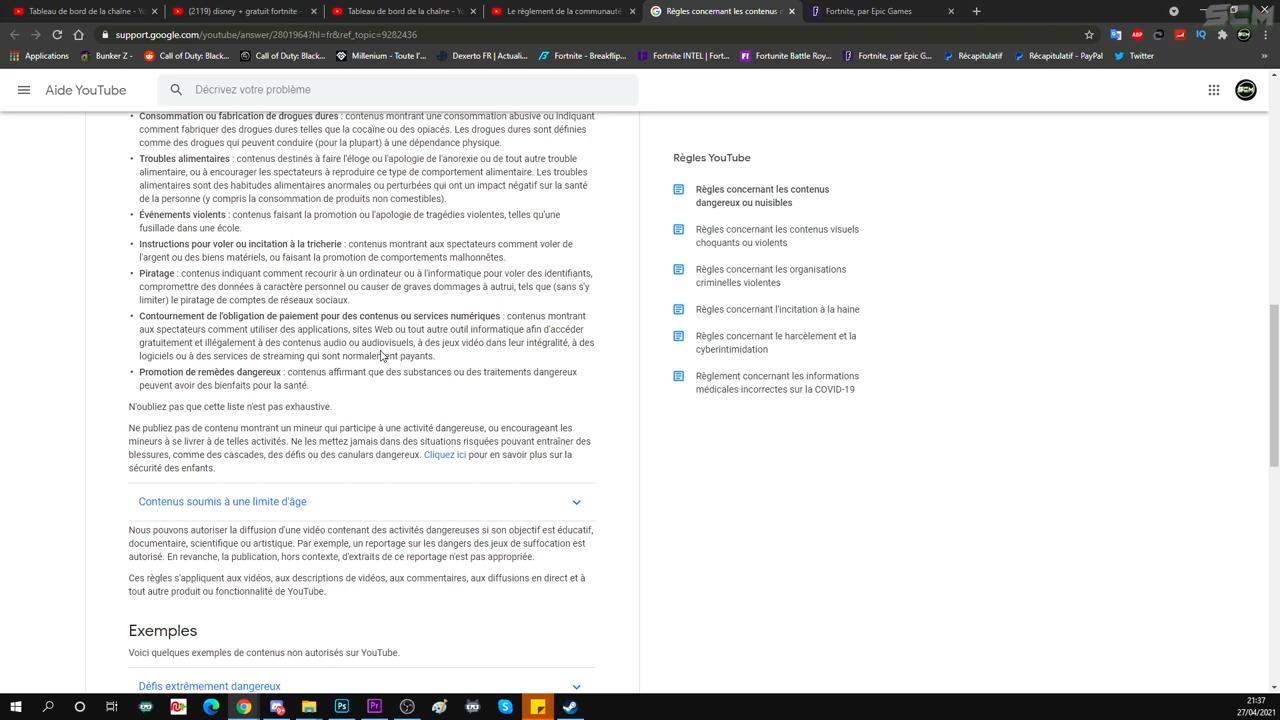 Tableau de bord de la chaîne - Yo
(2119) disney + gratuit fortnite -
Tableau de bord de la chaîne - Yo
Le règlement de la communauté
Règles concernant les contenus d
Fortnite, par Epic Games
SCM
support.google.com/youtube/answer/2801964?hl=fr&ref_topic=9282436
Applications
Bunker Z -
Call of Duty: Black...
Call of Duty: Black...
Millenium - Toute l'...
Dexerto FR | Actuali...
Fortnite - Breakflip...
Fortnite INTEL | Fort...
Fortunite Battle Roy...
Fortnite, par Epic G...
Récapitulatif
Récapitulatif - PayPal
Twitter
»
Aide YouTube
Décrivez votre problème
Consommation ou fabrication de drogues dures : contenus montrant une consommation abusive ou indiquant
comment fabriquer des drogues dures telles que la cocaïne ou des opiacés. Les drogues dures sont définies
comme des drogues qui peuvent conduire (pour la plupart) à une dépendance physique.
Troubles alimentaires : contenus destinés à faire l'éloge ou l'apologie de l'anorexie ou de tout autre trouble
alimentaire, ou à encourager les spectateurs à reproduire ce type de comportement alimentaire. Les troubles
alimentaires sont des habitudes alimentaires anormales ou perturbées qui ont un impact négatif sur la santé
de la personne (y compris la consommation de produits non comestibles).
Événements violents : contenus faisant la promotion ou l'apologie de tragédies violentes, telles qu'une
fusillade dans une école.
Instructions pour voler ou incitation à la tricherie : contenus montrant aux spectateurs comment voler de
l'argent ou des biens matériels, ou faisant la promotion de comportements malhonnêtes.
Piratage : contenus indiquant comment recourir à un ordinateur ou à l'informatique pour voler des identifiants,
compromettre des données à caractère personnel ou causer de graves dommages à autrui, tels que (sans s'y
limiter) le piratage de comptes de réseaux sociaux.
Contournement de l'obligation de paiement pour des contenus ou services numériques : contenus montrant
aux spectateurs comment utiliser des applications, sites Web ou tout autre outil informatique afin d'accéder
gratuitement et illégalement à des contenus audio ou audiovisuels, à des jeux vidéo dans leur intégralité, à des
logiciels ou à des services de streaming qui sont normalement payants.
Promotion de remèdes dangereux : contenus affirmant que des substances ou des traitements dangereux
peuvent avoir des bienfaits pour la santé.
N'oubliez pas que cette liste n'est pas exhaustive.
Ne publiez pas de contenu montrant un mineur qui participe à une activité dangereuse, ou encourageant les
mineurs à se livrer à de telles activités. Ne les mettez jamais dans des situations risquées pouvant entraîner des
blessures, comme des cascades, des défis ou des canulars dangereux. Cliquez ici pour en savoir plus sur la
sécurité des enfants.
Contenus soumis à une limite d'âge
Nous pouvons autoriser la diffusion d'une vidéo contenant des activités dangereuses si son objectif est éducatif,
documentaire, scientifique ou artistique. Par exemple, un reportage sur les dangers des jeux de suffocation est
autorisé. En revanche, la publication, hors contexte, d'extraits de ce reportage n'est pas appropriée.
Ces règles s'appliquent aux vidéos, aux descriptions de vidéos, aux commentaires, aux diffusions en direct et à
tout autre produit ou fonctionnalité de YouTube.
Exemples
Voici quelques exemples de contenus non autorisés sur YouTube.
Défis extrêmement dangereux
Règles YouTube
Règles concernant les contenus
dangereux ou nuisibles
Règles concernant les contenus visuels
choquants ou violents
Règles concernant les organisations
criminelles violentes
Règles concernant l'incitation à la haine
Règles concernant le harcèlement et la
cyberintimidation
Règlement concernant les informations
médicales incorrectes sur la COVID-19
21:37
27/04/2021